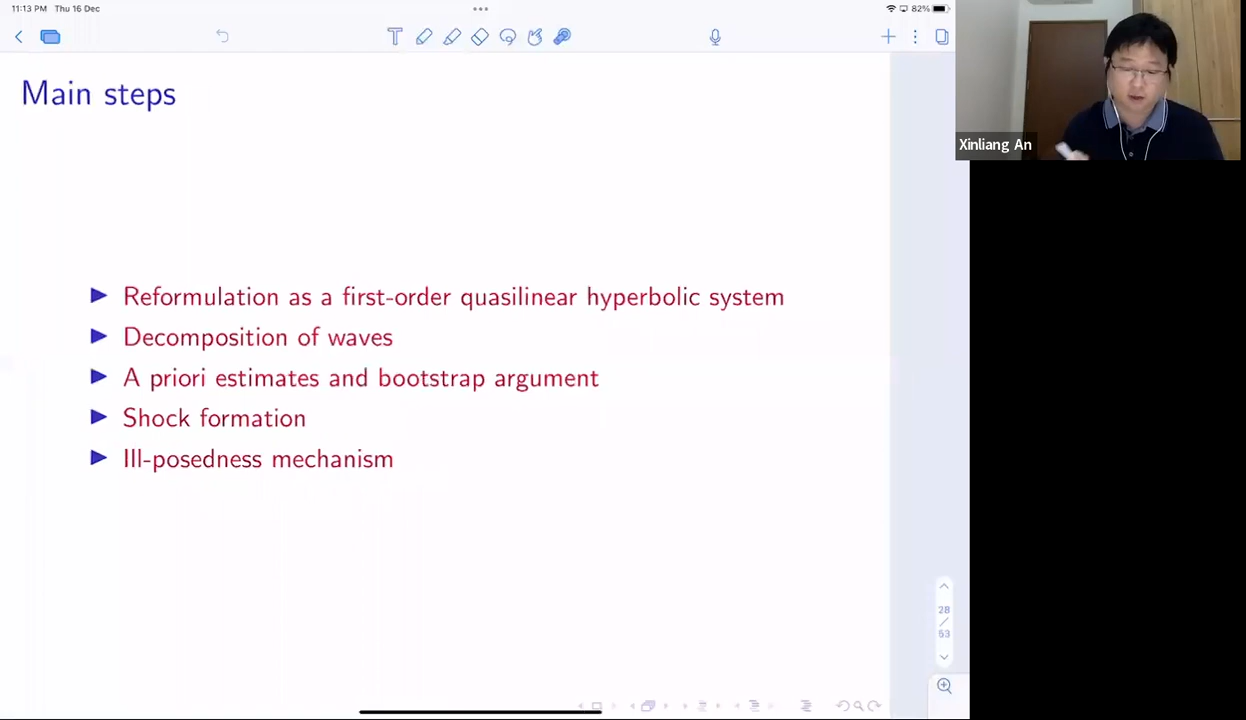 11:13 PM Thu 16 Dec
82%
Main steps
Reformulation as a first-order quasilinear hyperbolic system
Decomposition of waves
A priori estimates and bootstrap argument
Shock formation
Ill-posedness mechanism
Xinliang An
28
/
53